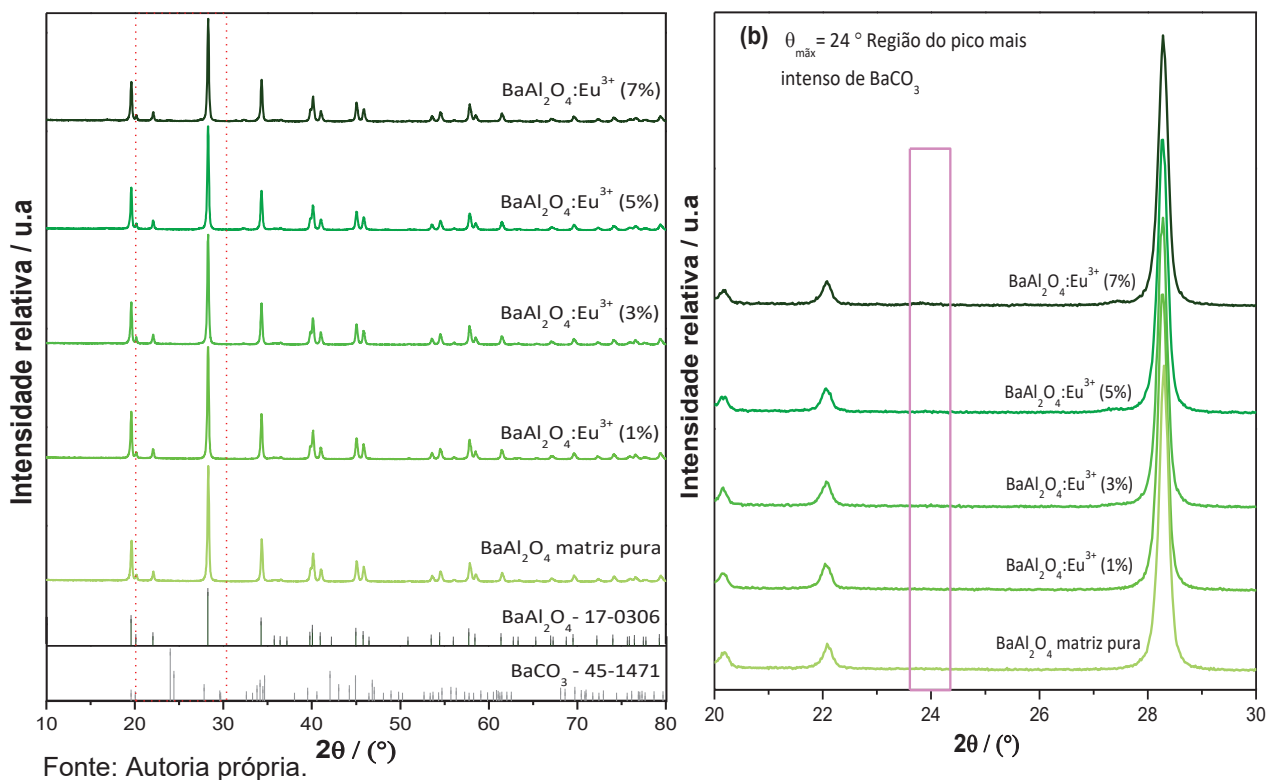 Intensidade relativa / u.a
BaAl₂O₄:Eu³⁺ (7%)
BaAl₂O₄:Eu³⁺ (5%)
BaAl₂O₄:Eu³⁺ (3%)
BaAl₂O₄:Eu³⁺ (1%)
BaAl₂O₄ matriz pura
BaAl₂O₄- 17-0306
BaCO₃ - 45-1471
10 20 30 40 50 60 70 80
2θ / (°)
(b) θmãx = 24 ° Região do pico mais
intenso de BaCO₃
Intensidade relativa / u.a
BaAl₂O₄:Eu³⁺ (7%)
BaAl₂O₄:Eu³⁺ (5%)
BaAl₂O₄:Eu³⁺ (3%)
BaAl₂O₄:Eu³⁺ (1%)
BaAl₂O₄ matriz pura
20 22 24 26 28 30
2θ / (°)
Fonte: Autoria própria.